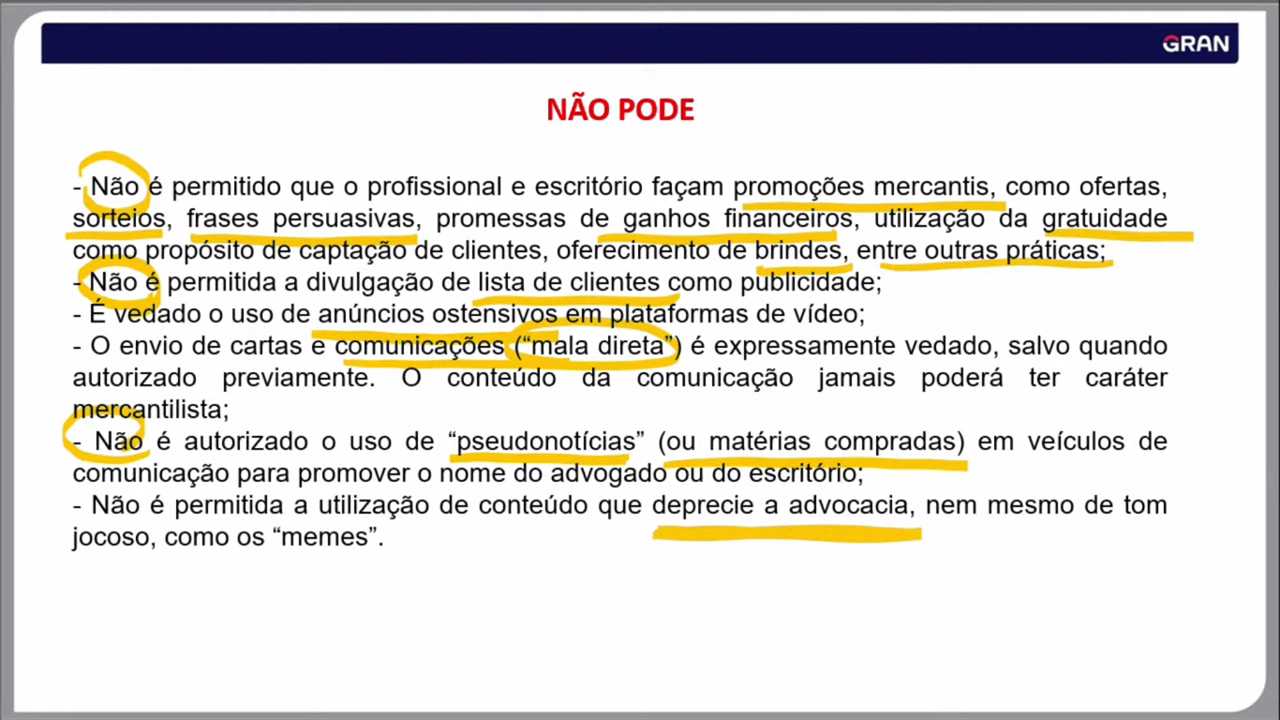 GRAN
NÃO PODE
- Não é permitido que o profissional e escritório façam promoções mercantis, como ofertas,
sorteios, frases persuasivas, promessas de ganhos financeiros, utilização da gratuidade
como propósito de captação de clientes, oferecimento de brindes, entre outras práticas;
- Não é permitida a divulgação de lista de clientes como publicidade;
- É vedado o uso de anúncios ostensivos em plataformas de vídeo;
- O envio de cartas e comunicações (“mala direta”) é expressamente vedado, salvo quando
autorizado previamente. O conteúdo da comunicação jamais poderá ter caráter
mercantilista;
- Não é autorizado o uso de “pseudonotícias” (ou matérias compradas) em veículos de
comunicação para promover o nome do advogado ou do escritório;
- Não é permitida a utilização de conteúdo que deprecie a advocacia, nem mesmo de tom
jocoso, como os “memes”.